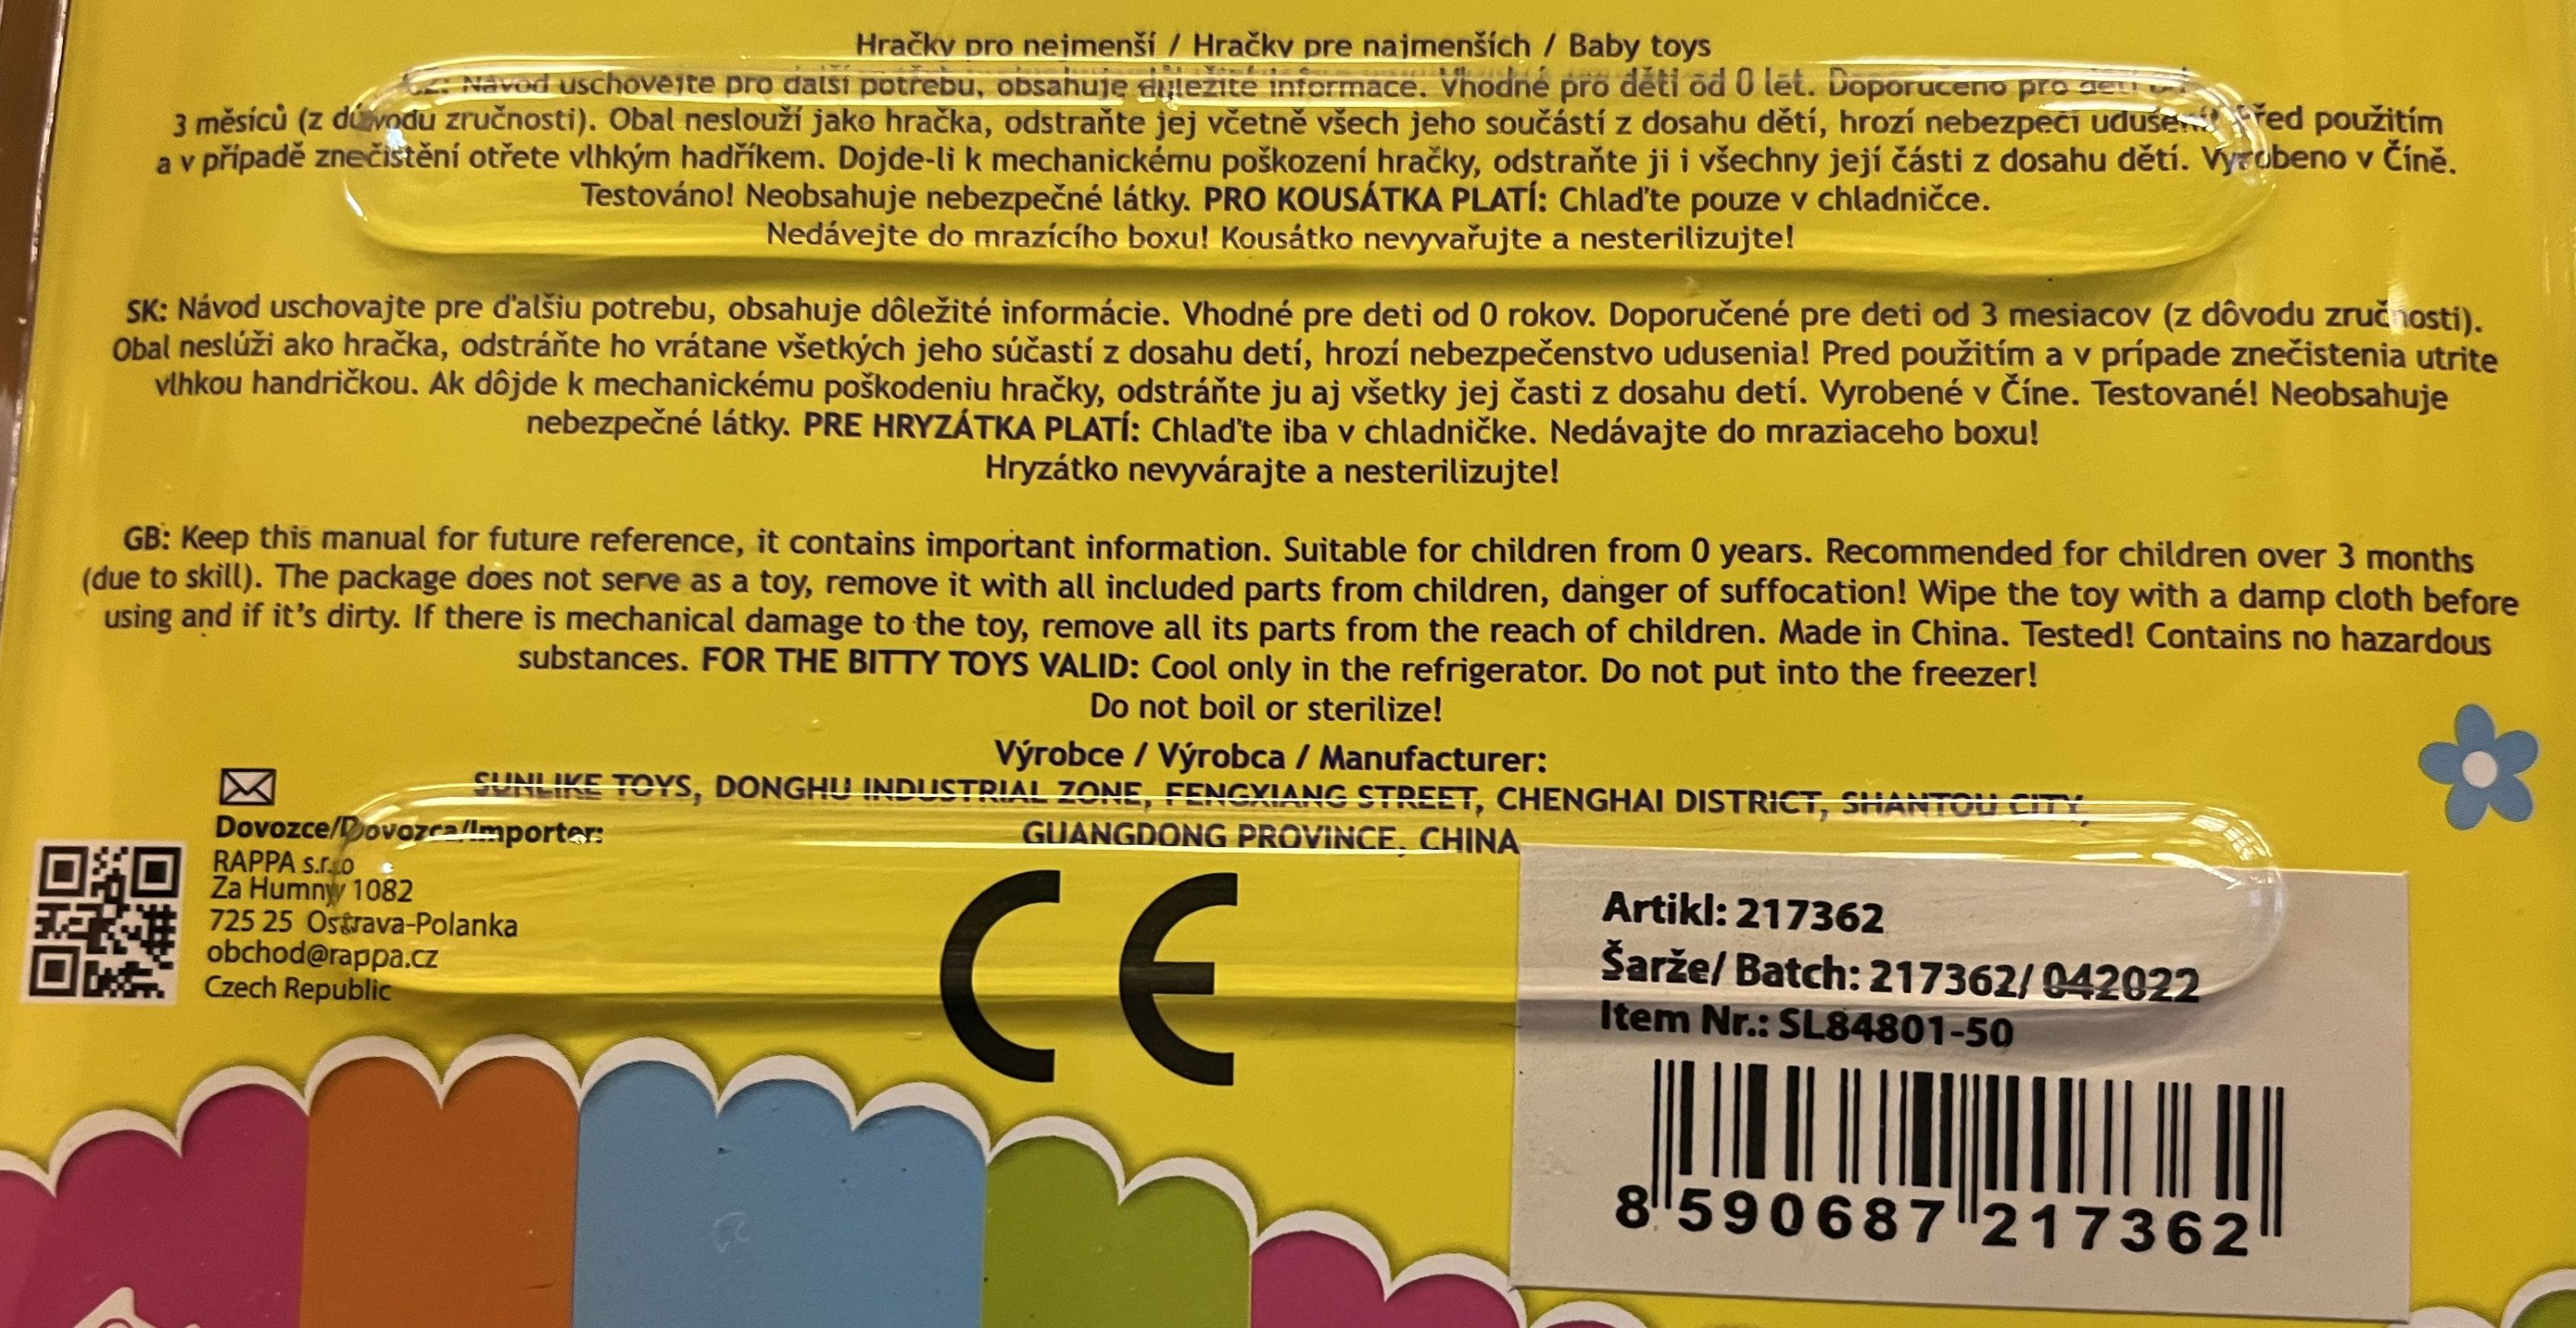 Hračky pro nejmenší / Hračky pre najmenších / Baby toys
CZ: Návod uschovejte pro další potřebu, obsahuje důležité informace. Vhodné pro děti od 0 let. Doporučeno pro děti od
3 měsíců (z důvodu zručnosti). Obal neslouží jako hračka, odstraňte jej včetně všech jeho součástí z dosahu dětí, hrozí nebezpečí udušení! Před použitím
a v případě znečistění otřete vlhkým hadříkem. Dojde-li k mechanickému poškození hračky, odstraňte ji i všechny její části z dosahu dětí. Vyrobeno v Číně.
Testováno! Neobsahuje nebezpečné látky. PRO KOUSÁTKA PLATÍ: Chlaďte pouze v chladničce.
Nedávejte do mrazícího boxu! Kousátko nevyvařujte a nesterilizujte!
SK: Návod uschovajte pre ďalšiu potrebu, obsahuje dôležité informácie. Vhodné pre deti od 0 rokov. Doporučené pre deti od 3 mesiacov (z dôvodu zručnosti).
Obal neslúži ako hračka, odstráňte ho vrátane všetkých jeho súčastí z dosahu detí, hrozí nebezpečenstvo udusenia! Pred použitím a v prípade znečistenia utrite
vlhkou handričkou. Ak dôjde k mechanickému poškodeniu hračky, odstráňte ju aj všetky jej časti z dosahu detí. Vyrobené v Číne. Testované! Neobsahuje
nebezpečné látky. PRE HRYZÁTKA PLATÍ: Chlaďte iba v chladničke. Nedávajte do mraziaceho boxu!
Hryzátko nevyvárajte a nesterilizujte!
GB: Keep this manual for future reference, it contains important information. Suitable for children from 0 years. Recommended for children over 3 months
(due to skill). The package does not serve as a toy, remove it with all included parts from children, danger of suffocation! Wipe the toy with a damp cloth before
using and if it's dirty. If there is mechanical damage to the toy, remove all its parts from the reach of children. Made in China. Tested! Contains no hazardous
substances. FOR THE BITTY TOYS VALID: Cool only in the refrigerator. Do not put into the freezer!
Do not boil or sterilize!
Výrobce / Výrobca / Manufacturer:
SUNLIKE TOYS, DONGHU INDUSTRIAL ZONE, FENGXIANG STREET, CHENGHAI DISTRICT, SHANTOU CITY,
GUANGDONG PROVINCE, CHINA
Dovozce/Dovozca/Importer:
RAPPA s.r.o
Za Humny 1082
725 25 Ostrava-Polanka
obchod@rappa.cz
Czech Republic
CE
Artikl: 217362
Šarže/ Batch: 217362/ 042022
Item Nr.: SL84801-50
8 590687 217362